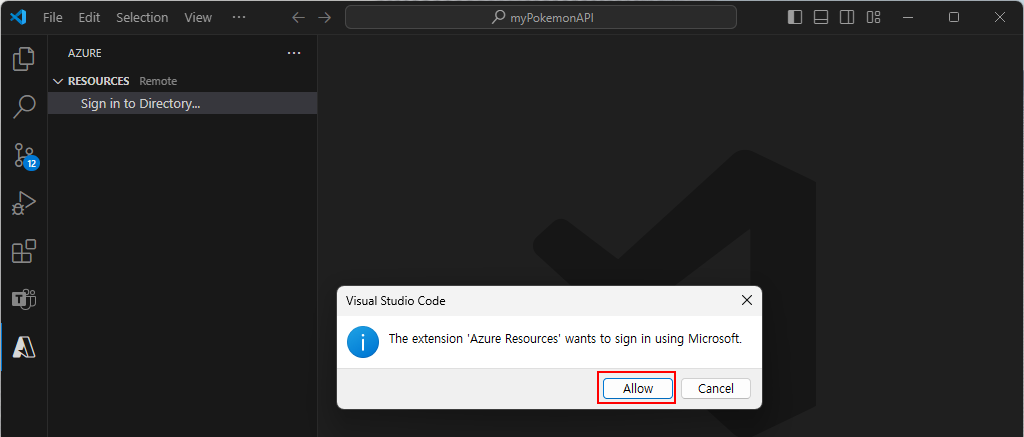 File Edit Selection View ... myPokemonAPI
AZURE ...
RESOURCES Remote
Sign in to Directory...
12
Visual Studio Code
The extension 'Azure Resources' wants to sign in using Microsoft.
Allow Cancel